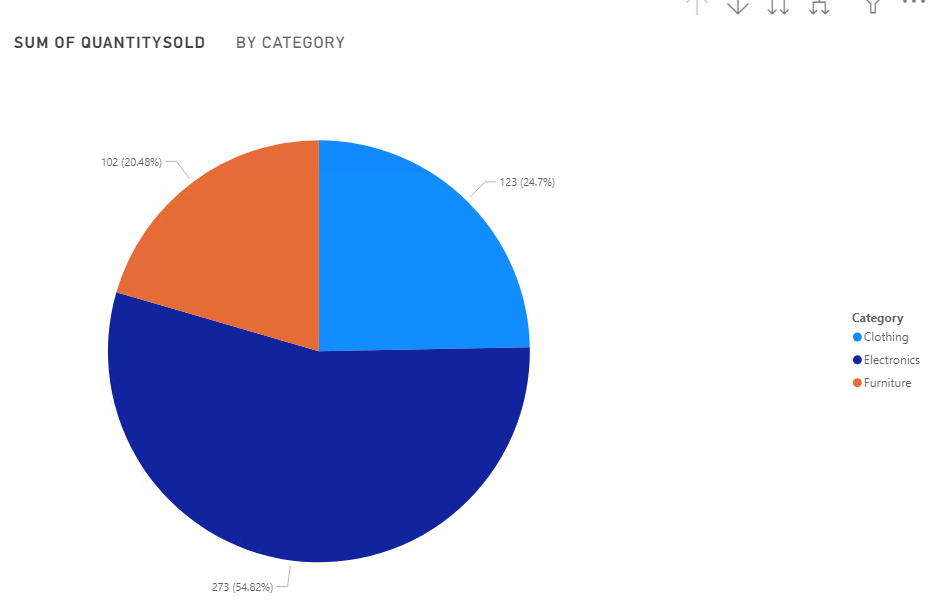 SUM OF QUANTITYSOLD BY CATEGORY
102 (20.48%)
123 (24.7%)
Category
Clothing
Electronics
Furniture
273 (54.82%)